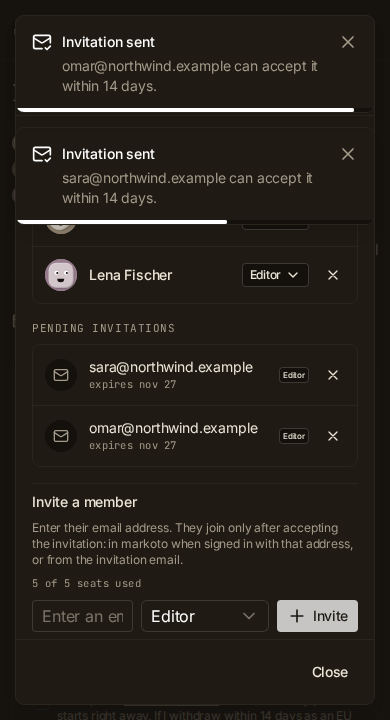 Invitation sent
omar@northwind.example can accept it
within 14 days.
Invitation sent
sara@northwind.example can accept it
within 14 days.
Lena Fischer
Editor
PENDING INVITATIONS
sara@northwind.example
Editor
expires nov 27
omar@northwind.example
Editor
expires nov 27
Invite a member
Enter their email address. They join only after accepting
the invitation: in markoto when signed in with that address,
or from the invitation email.
5 of 5 seats used
Enter an en
Editor
Invite
Close
starts right away. If I withdraw within 14 days as an EU